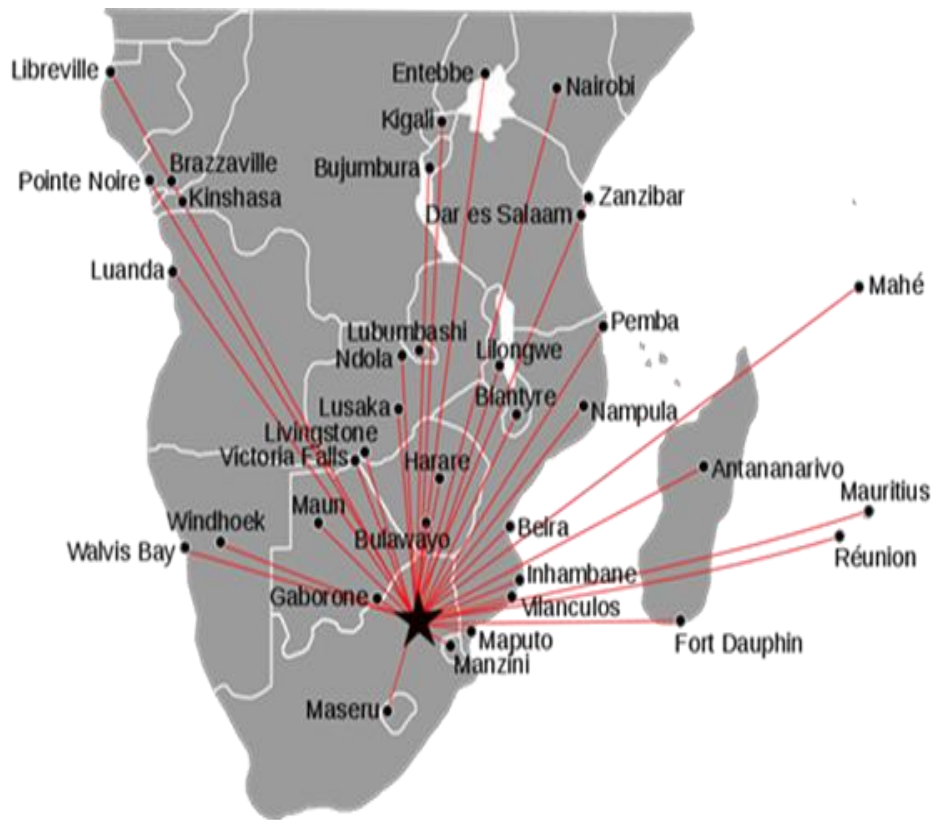 Libreville
Entebbe
Nairobi
Kigali
Brazzaville
Bujumbura
Pointe Noire
Kinshasa
Zanzibar
Dar es Salaam
Luanda
Mahé
Pemba
Lubumbashi
Lilongwe
Ndola
Blantyre
Lusaka
Nampula
Livingstone
Victoria Falls
Harare
Antananarivo
Mauritius
Maun
Windhoek
Beira
Bulawayo
Walvis Bay
Réunion
Inhambane
Gaborone
Vilanculos
Maputo
Fort Dauphin
Manzini
Maseru